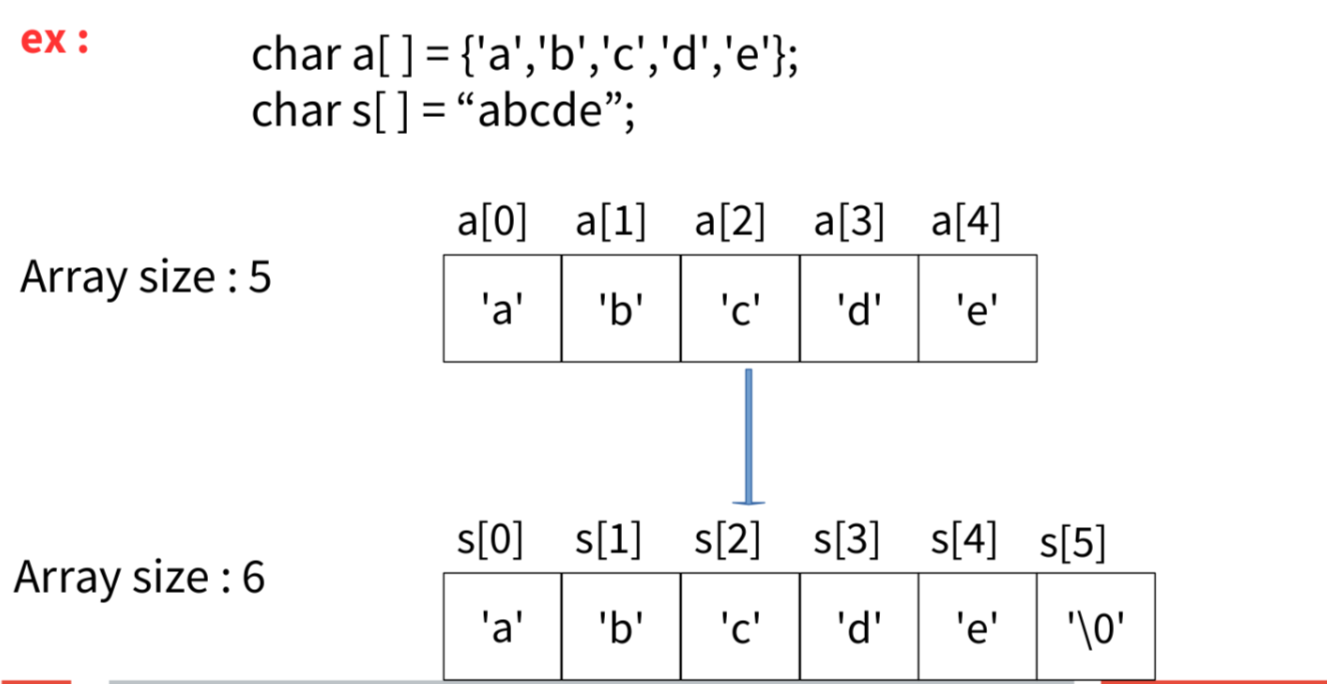 ex :
char a[ ] = {'a','b','c','d','e'};
char s[ ] = “abcde”;
a[0] a[1] a[2] a[3] a[4]
Array size : 5
'a' 'b' 'c' 'd' 'e'
s[0] s[1] s[2] s[3] s[4] s[5]
Array size : 6
'a' 'b' 'c' 'd' 'e' '\0'